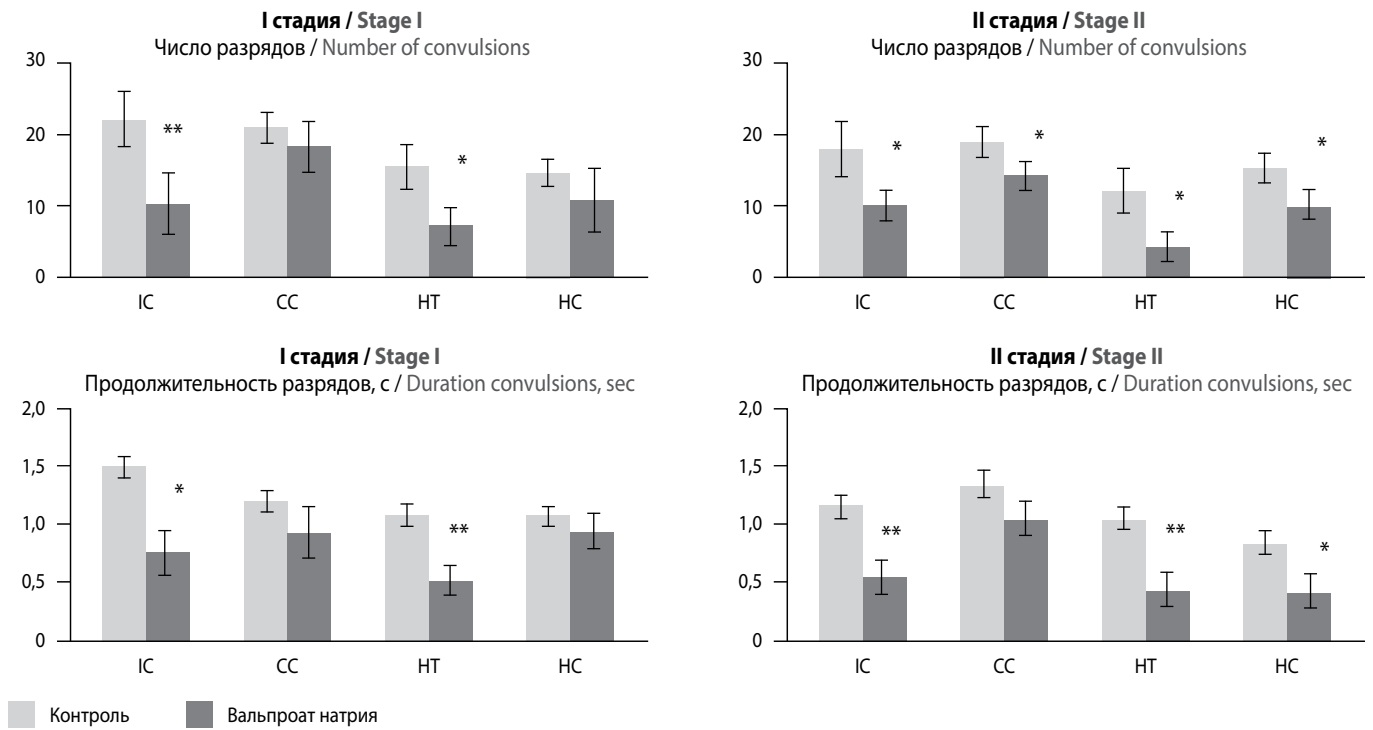 I стадия / Stage I
Число разрядов / Number of convulsions
30
20
10
0
**
*
IC
CC
HT
HC
II стадия / Stage II
Число разрядов / Number of convulsions
30
20
10
0
*
*
*
*
IC
CC
HT
HC
I стадия / Stage I
Продолжительность разрядов, с / Duration convulsions, sec
2,0
1,5
1,0
0,5
0
*
**
IC
CC
HT
HC
II стадия / Stage II
Продолжительность разрядов, с / Duration convulsions, sec
2,0
1,5
1,0
0,5
0
**
**
*
IC
CC
HT
HC
Контроль
Вальпроат натрия